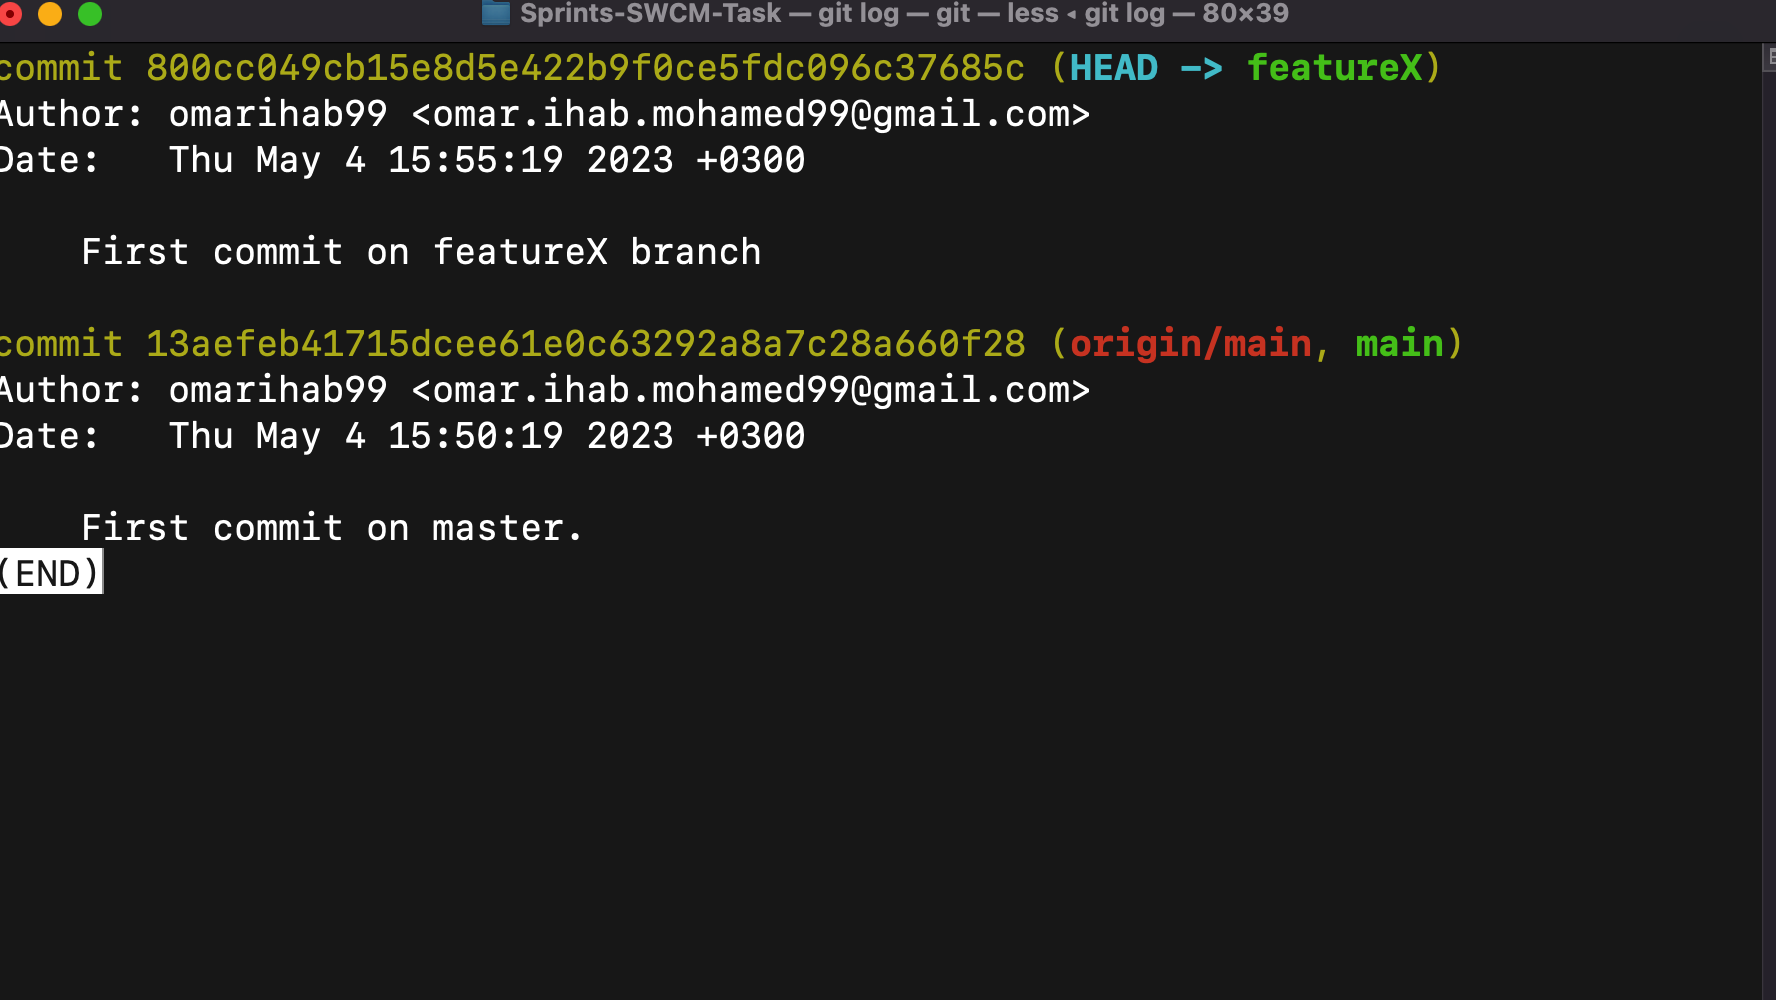 Sprints-SWCM-Task — git log — git — less ◂ git log — 80×39
commit 800cc049cb15e8d5e422b9f0ce5fdc096c37685c (HEAD -> featureX)
Author: omarihab99 <omar.ihab.mohamed99@gmail.com>
Date:   Thu May 4 15:55:19 2023 +0300
First commit on featureX branch
commit 13aefeb41715dcee61e0c63292a8a7c28a660f28 (origin/main, main)
Author: omarihab99 <omar.ihab.mohamed99@gmail.com>
Date:   Thu May 4 15:50:19 2023 +0300
First commit on master.
(END)